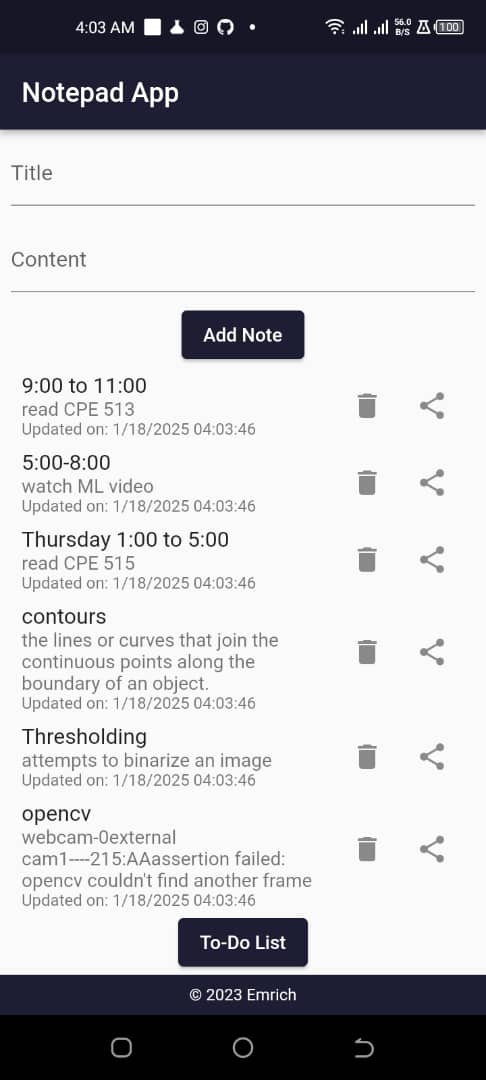 4:03 AM
56.0
B/S
100
Notepad App
Title
Content
Add Note
9:00 to 11:00
read CPE 513
Updated on: 1/18/2025 04:03:46
5:00-8:00
watch ML video
Updated on: 1/18/2025 04:03:46
Thursday 1:00 to 5:00
read CPE 515
Updated on: 1/18/2025 04:03:46
contours
the lines or curves that join the
continuous points along the
boundary of an object.
Updated on: 1/18/2025 04:03:46
Thresholding
attempts to binarize an image
Updated on: 1/18/2025 04:03:46
opencv
webcam-0external
cam1----215:AAassertion failed:
opencv couldn't find another frame
Updated on: 1/18/2025 04:03:46
To-Do List
© 2023 Emrich